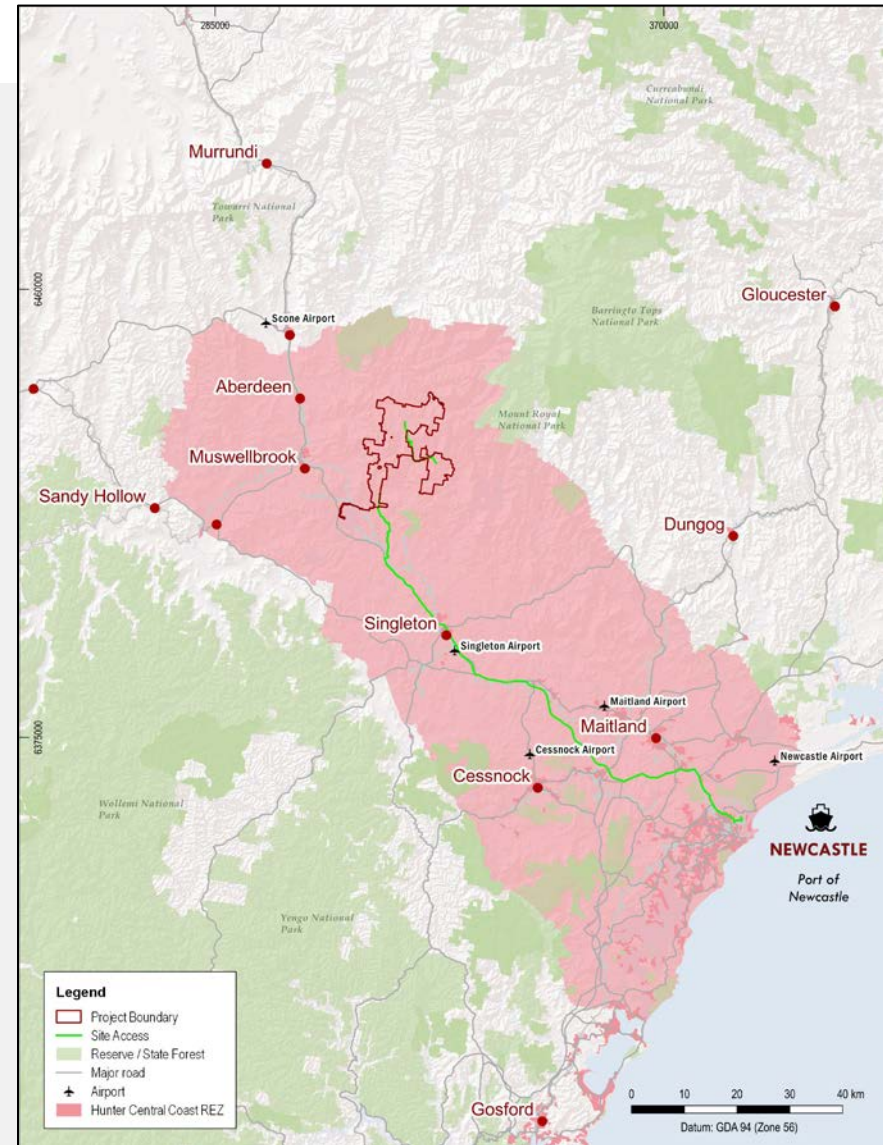 285000
370000
Curracabundi
National Park
Murrundi
Towarri National
Park
6460000
Gloucester
Scone Airport
Barringto Tops
National Park
Aberdeen
Mount Royal
National Park
Muswellbrook
Sandy Hollow
Dungog
Singleton
Singleton Airport
Maitland Airport
6375000
Maitland
Cessnock Airport
Newcastle Airport
Cessnock
Wollemi National
Park
NEWCASTLE
Port of
Newcastle
Yengo National
Park
Legend
Project Boundary
Site Access
Reserve / State Forest
Major road
Airport
Hunter Central Coast REZ
Gosford
0 10 20 30 40 km
Datum: GDA 94 (Zone 56)